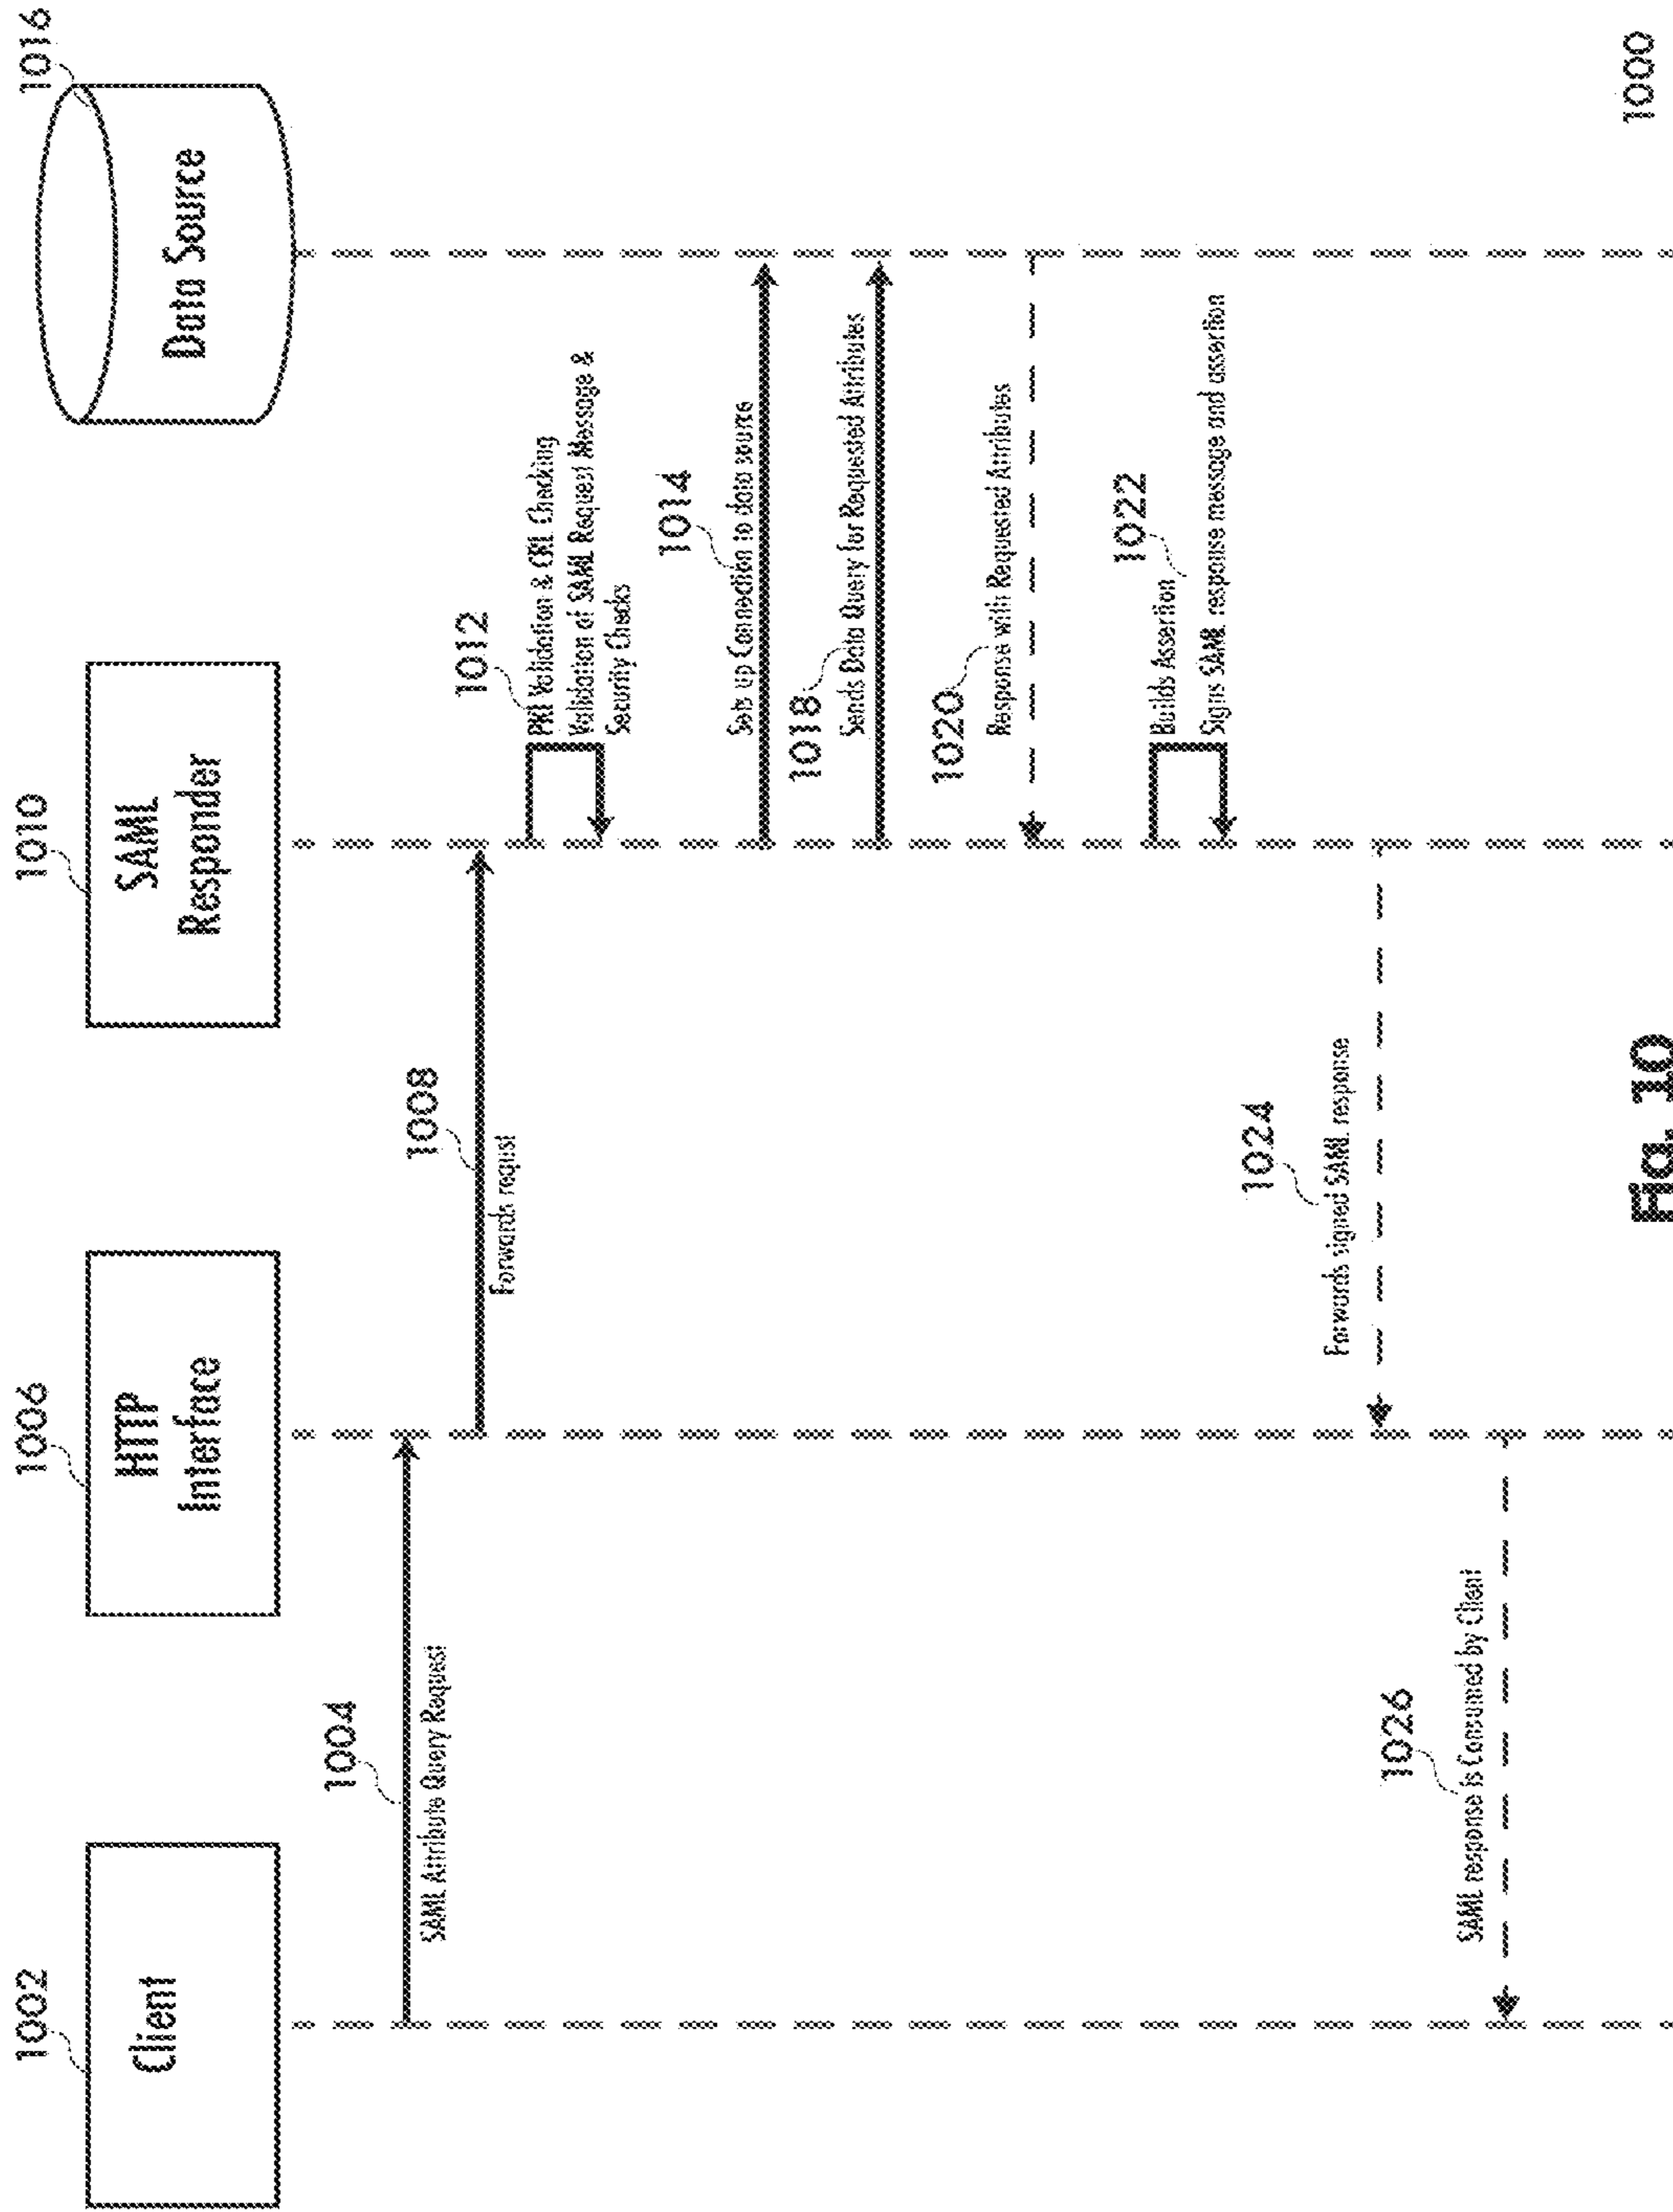 1002
Client
1006
HTTP
Interface
1010
SAML
Responder
1016
Data Source
1004
SAML Attribute Query Request
1008
Forwards requst
1012
PKI Validation & CRL Checking
Validation of SAML Request Message &
Security Checks
1014
Sets up Connection to data source
1018
Sends Data Query for Requested Attributes
1020
Response with Requested Attributes
1022
Builds Assertion
Signs SAML response message and assertion
1024
Forwards signed SAML response
1026
SAML response is Consumed by Client
Fig. 10
1000